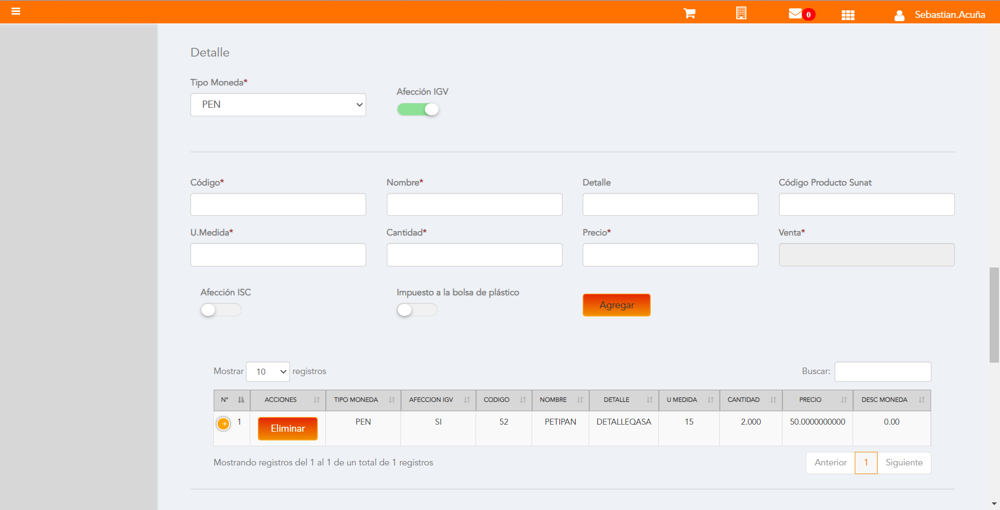 0 Sebastian.Acuña
Detalle
Tipo Moneda*
Afección IGV
PEN
Código* Nombre* Detalle Código Producto Sunat
U.Medida* Cantidad* Precio* Venta*
Afección ISC Impuesto a la bolsa de plástico
Agregar
Mostrar 10 registros Buscar:
N° ACCIONES TIPO MONEDA AFECCION IGV CODIGO NOMBRE DETALLE U MEDIDA CANTIDAD PRECIO DESC MONEDA
1 Eliminar PEN SI 52 PETIPAN DETALLEQASA 15 2.000 50.0000000000 0.00
Mostrando registros del 1 al 1 de un total de 1 registros Anterior 1 Siguiente